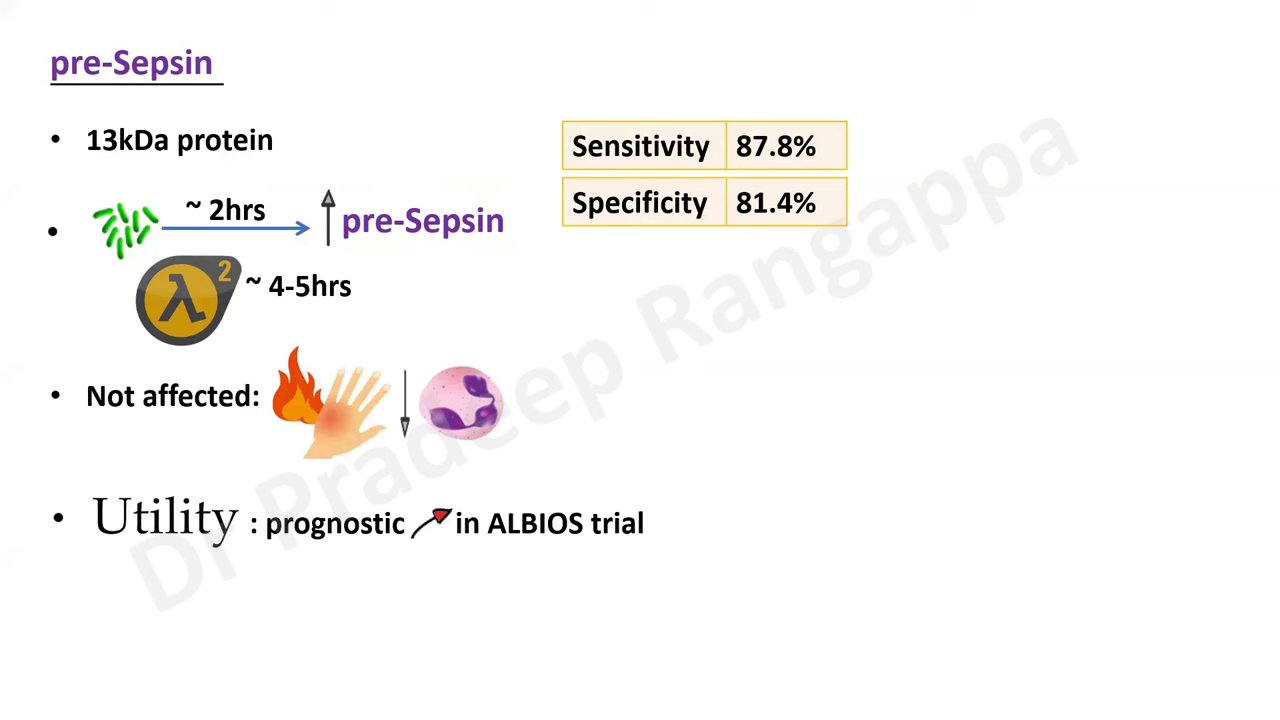 pre-Sepsin
• 13kDa protein
Sensitivity 87.8%
Specificity 81.4%
• ~ 2hrs pre-Sepsin
λ 2 ~ 4-5hrs
• Not affected:
• Utility : prognostic in ALBIOS trial
Dr Pradeep Rangappa